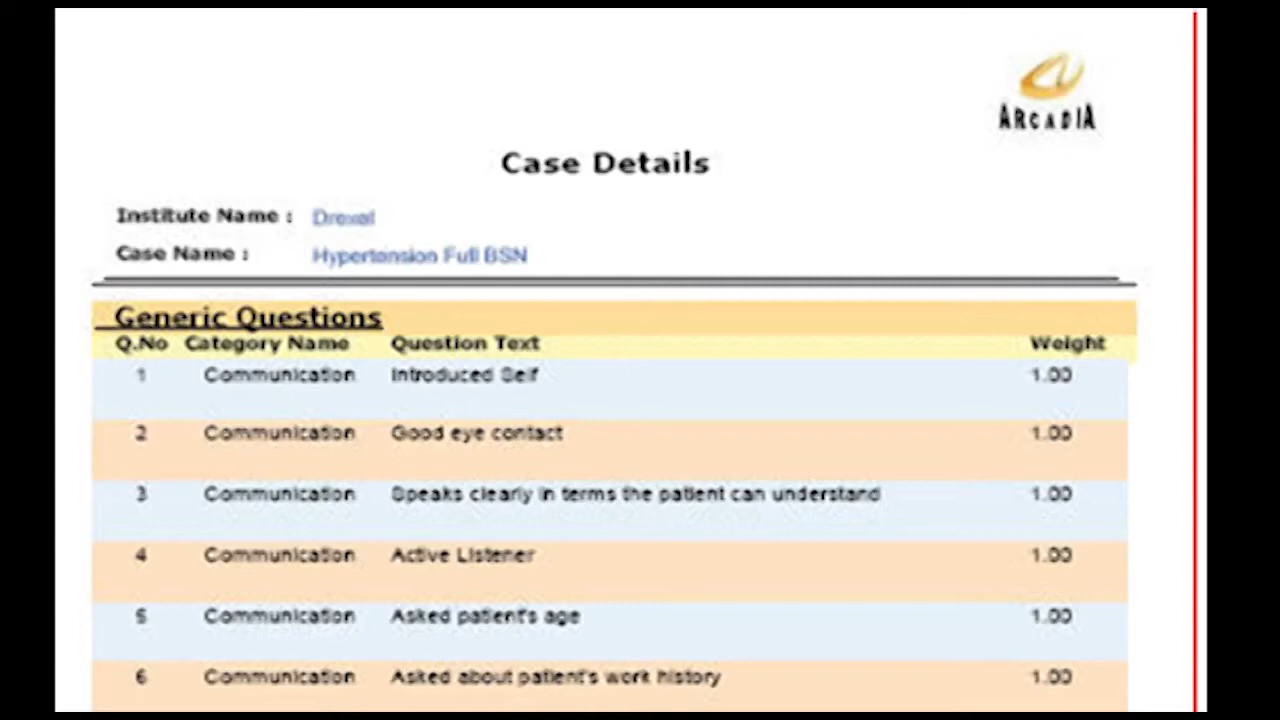 ARCADIA
Case Details
Institute Name : Drexel
Case Name : Hypertension Full BSN
Generic Questions
Q.No Category Name Question Text Weight
1 Communication Introduced Self 1.00
2 Communication Good eye contact 1.00
3 Communication Speaks clearly in terms the patient can understand 1.00
4 Communication Active Listener 1.00
5 Communication Asked patient's age 1.00
6 Communication Asked about patient's work history 1.00